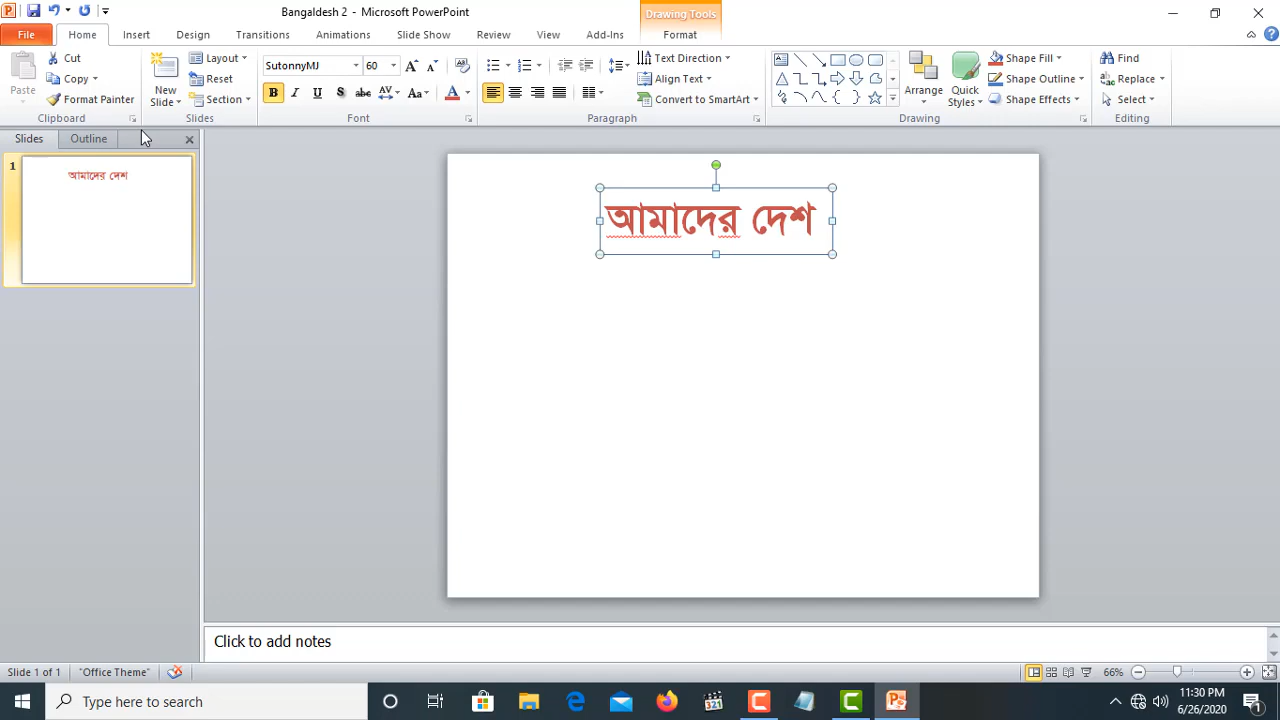 Bangaldesh 2 - Microsoft PowerPoint
Drawing Tools
File Home Insert Design Transitions Animations Slide Show Review View Add-Ins Format
Paste
Cut
Copy
Format Painter
Clipboard
New Slide
Layout
Reset
Section
Slides
SutonnyMJ 60
B I U S abc AV Aa A
Font
Text Direction
Align Text
Convert to SmartArt
Paragraph
Arrange
Quick Styles
Shape Fill
Shape Outline
Shape Effects
Drawing
Find
Replace
Select
Editing
Slides Outline
1
আমাদের দেশ
আমাদের দেশ
Click to add notes
Slide 1 of 1 "Office Theme" 66%
Type here to search
11:30 PM
6/26/2020